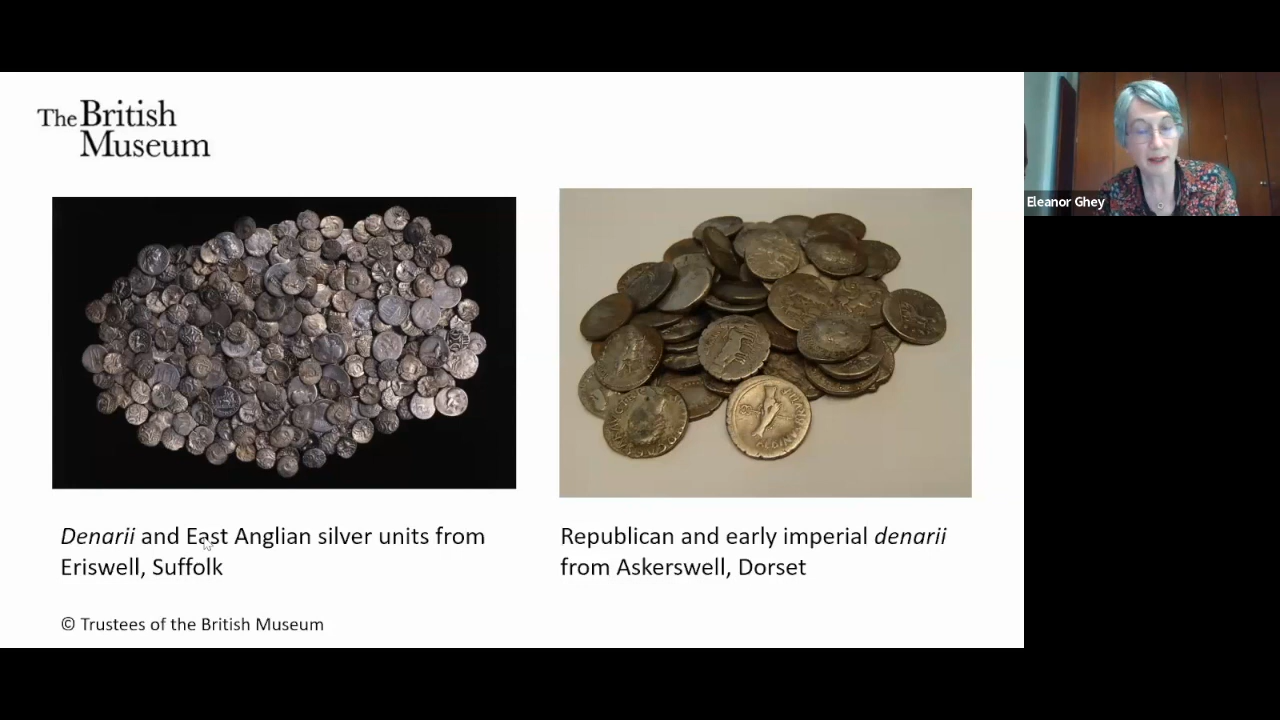 The British
Museum
Eleanor Ghey
Denarii and East Anglian silver units from
Eriswell, Suffolk
Republican and early imperial denarii
from Askerswell, Dorset
© Trustees of the British Museum